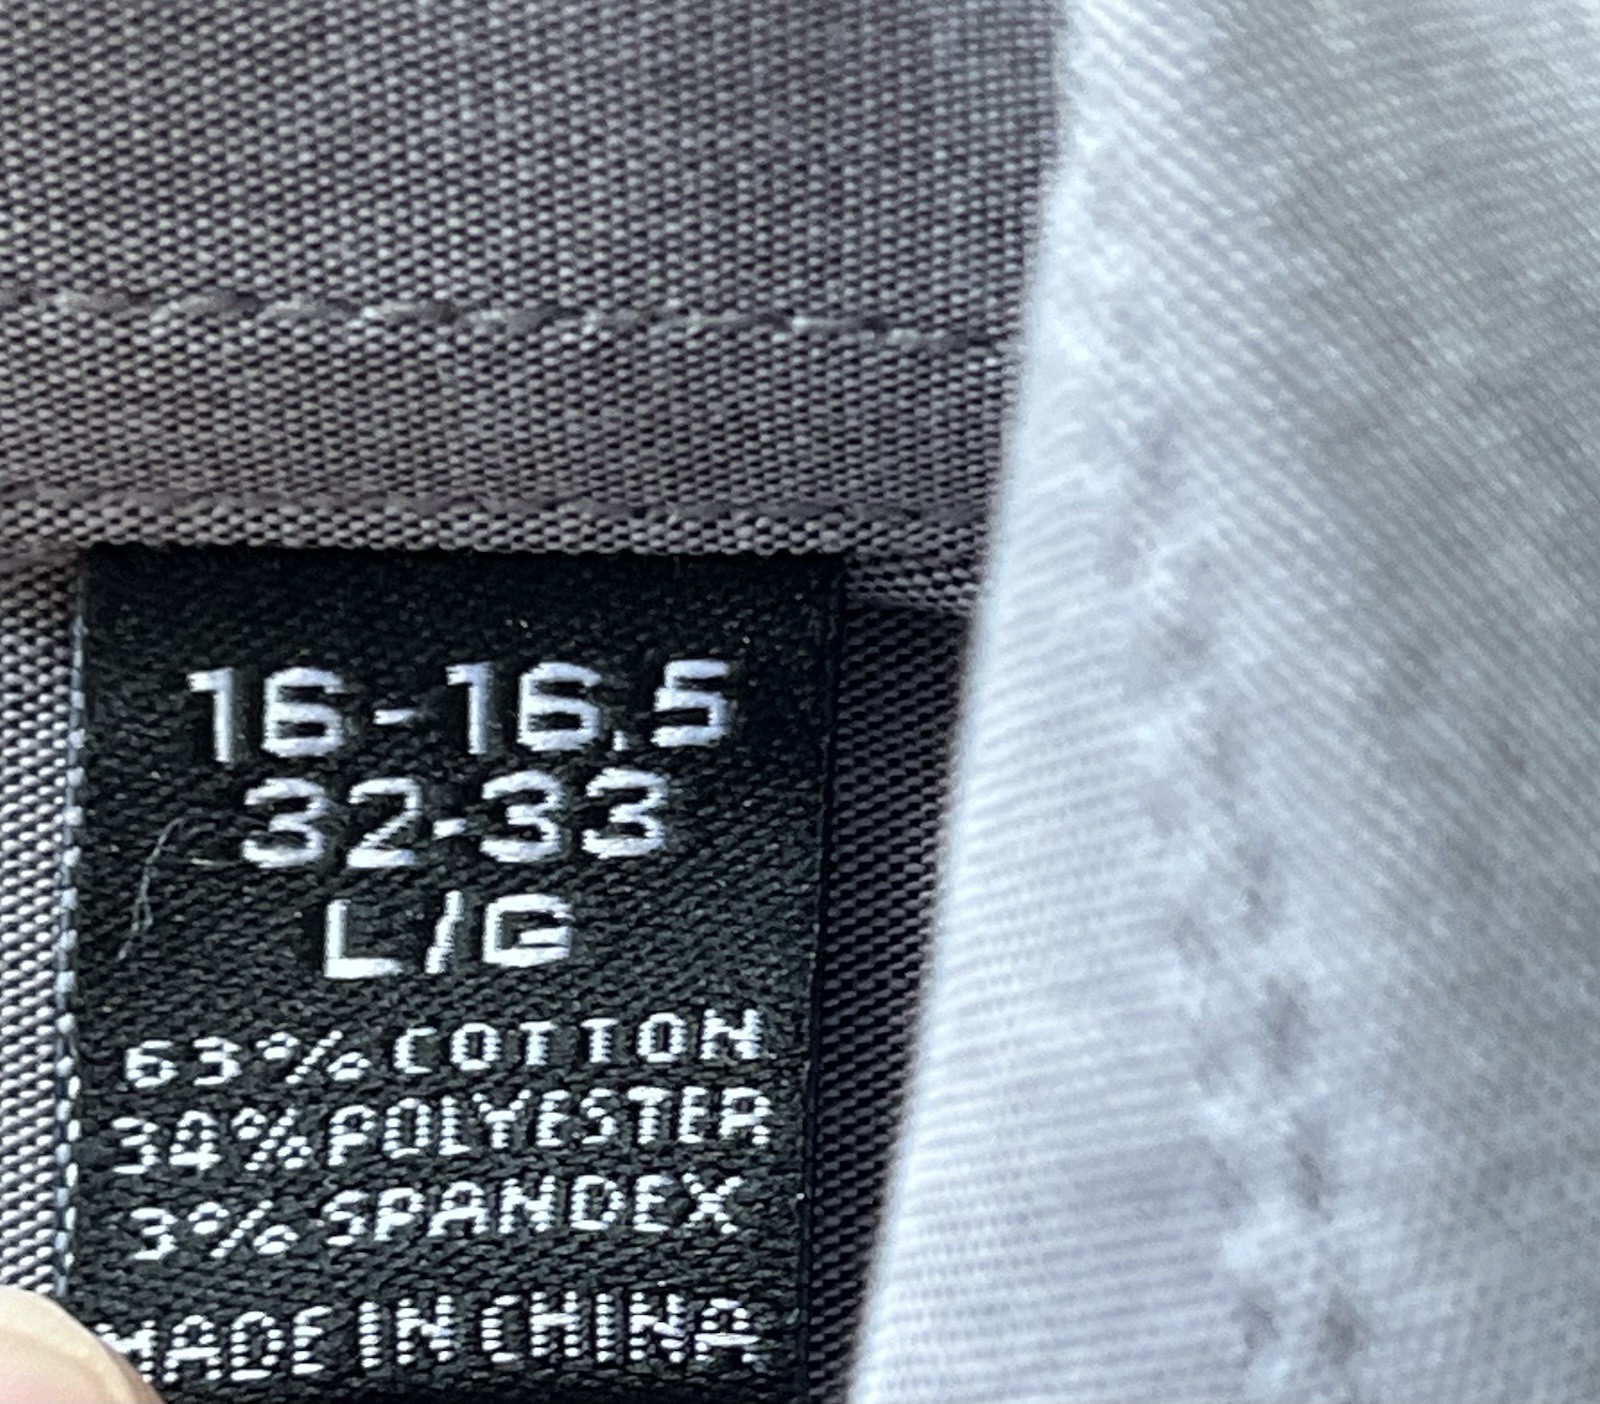 16-16.5
32-33
L/G
63% COTTON
34% POLYESTER
3% SPANDEX
MADE IN CHINA